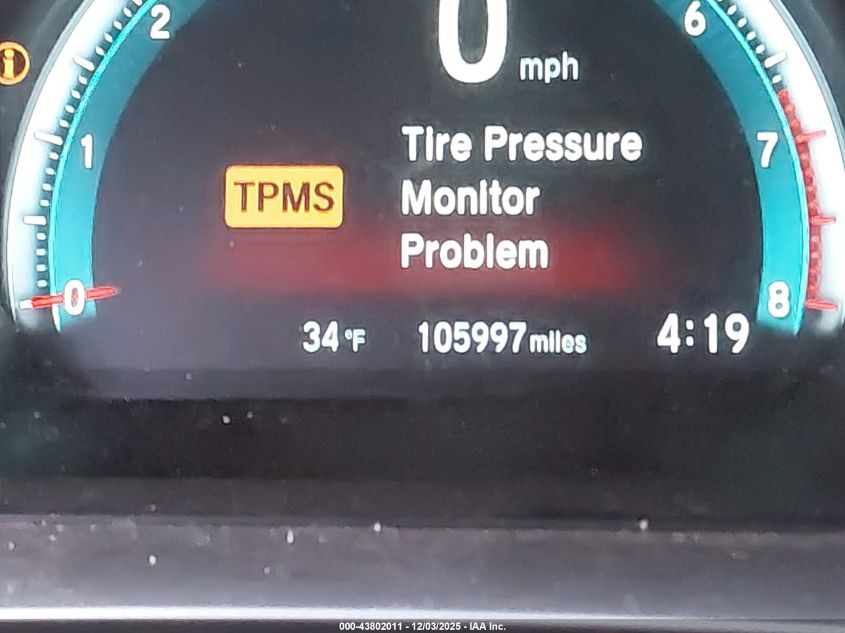 2
6
0 mph
1
7
Tire Pressure
TPMS
Monitor
Problem
0
8
34°F 105997 miles 4:19
000-43802011 - 12/03/2025 - IAA Inc.